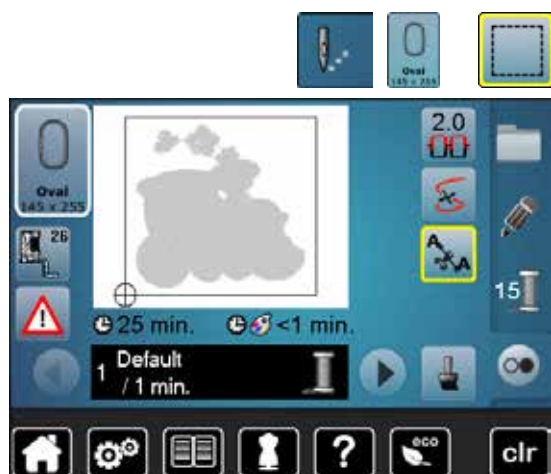 Oval
145 x 255
2.0
Oval
145 x 255
26
A
A
15
25 min.
<1 min.
1 Default
/ 1 min.
?
eco
clr